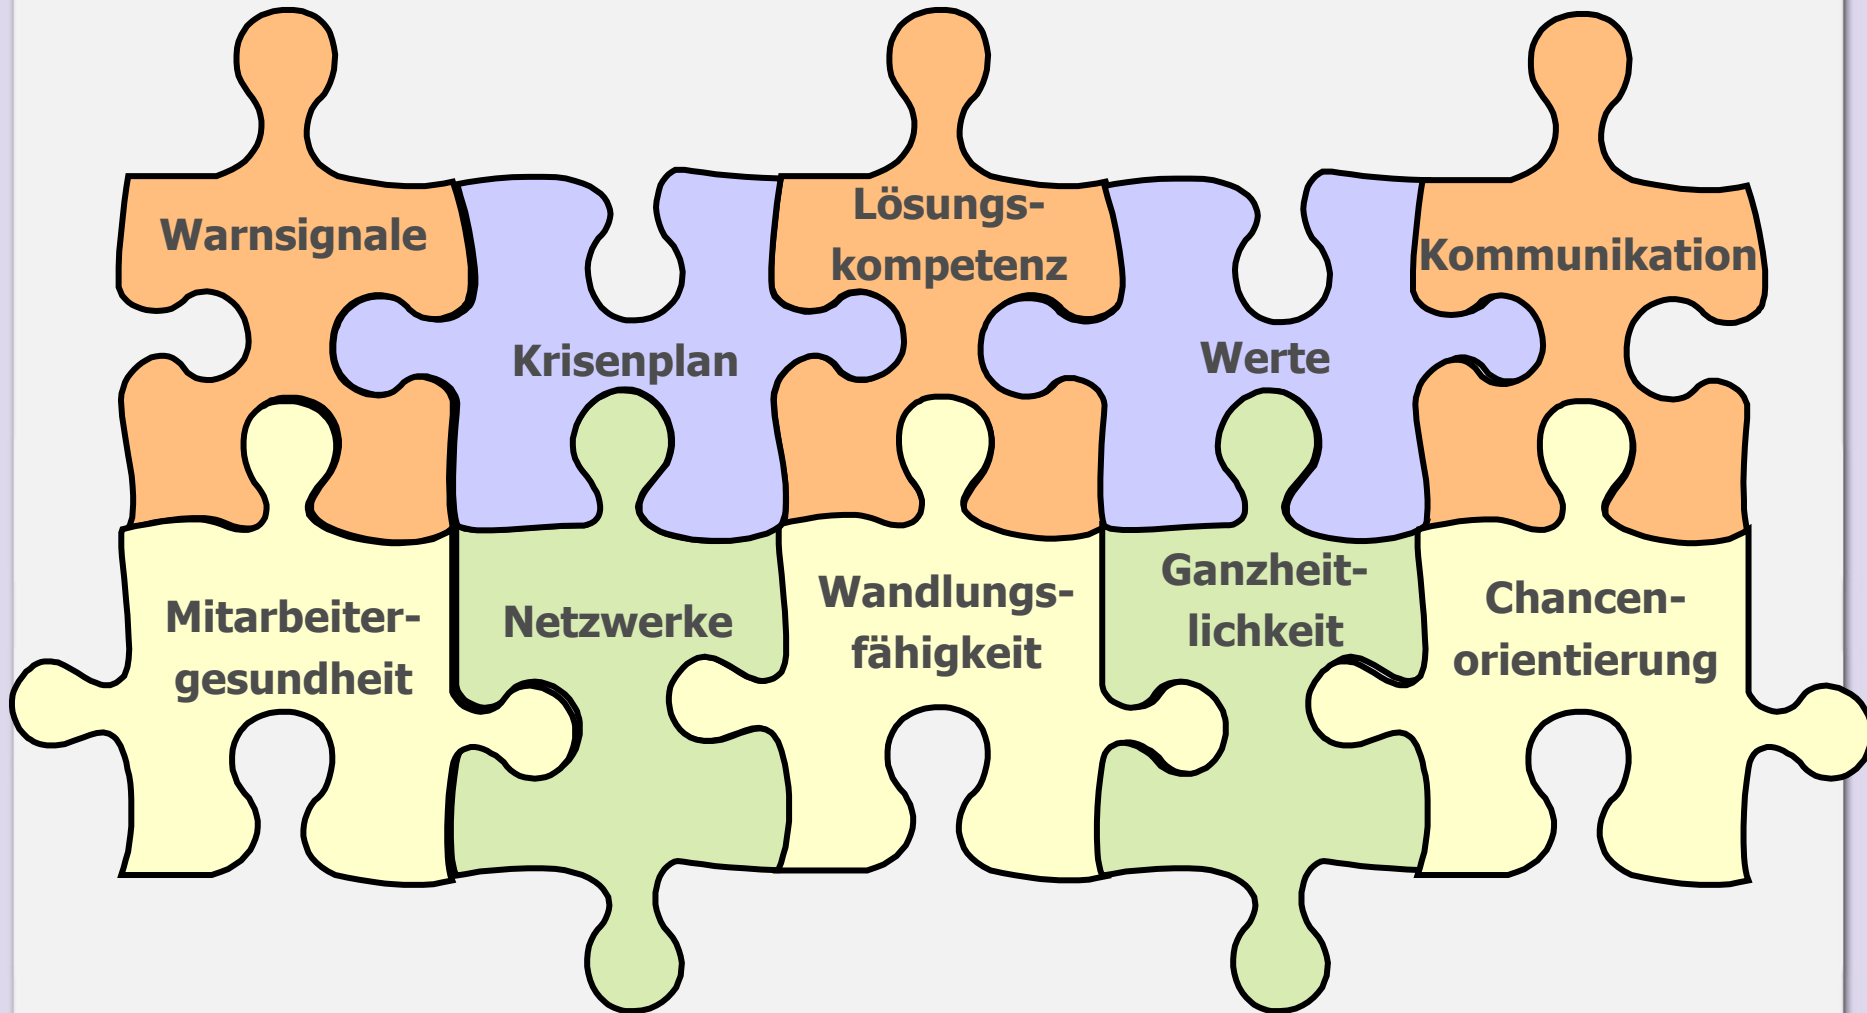 Warnsignale
Krisenplan
Lösungs-
kompetenz
Werte
Kommunikation
Mitarbeiter-
gesundheit
Netzwerke
Wandlungs-
fähigkeit
Ganzheit-
lichkeit
Chancen-
orientierung